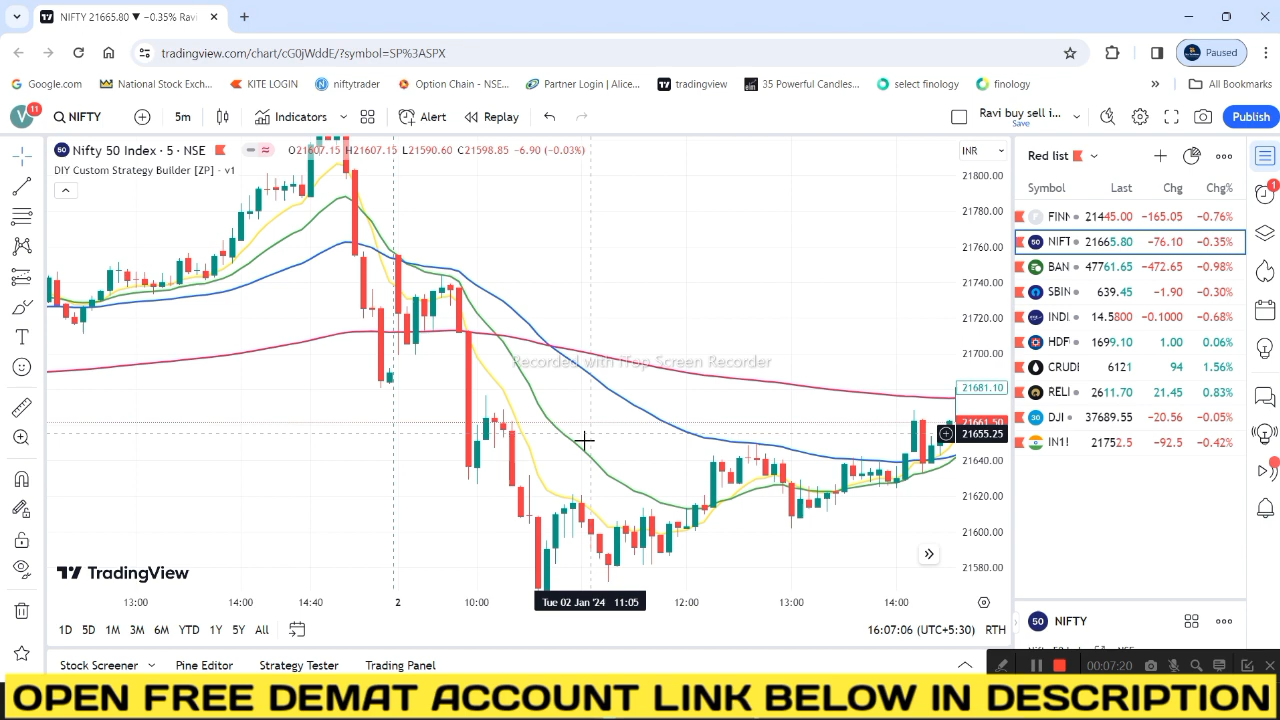 NIFTY 21665.80 ▼ −0.35% Ravi
tradingview.com/chart/cG0jWddE/?symbol=SP%3ASPX
Paused
Google.com
National Stock Exch...
KITE LOGIN
niftytrader
Option Chain - NSE...
Partner Login | Alice...
tradingview
35 Powerful Candles...
select finology
finology
»
All Bookmarks
V 11
NIFTY
5m
Indicators
Alert
Replay
Ravi buy sell i...
Save
Publish
Nifty 50 Index · 5 · NSE
O21607.15 H21607.15 L21590.60 C21598.85 −6.90 (−0.03%)
INR
DIY Custom Strategy Builder [ZP] - v1
21800.00
21780.00
21760.00
21740.00
21720.00
21700.00
21681.10
21661.50
21655.25
21640.00
21620.00
21600.00
21580.00
Recorded with iTop Screen Recorder
TradingView
13:00 14:00 14:40 2 10:00 Tue 02 Jan '24 11:05 12:00 13:00 14:00
1D 5D 1M 3M 6M YTD 1Y 5Y All
16:07:06 (UTC+5:30) RTH
Stock Screener
Pine Editor
Strategy Tester
Trading Panel
Red list
Symbol Last Chg Chg%
FINN 21445.00 −165.05 −0.76%
50 NIFT 21665.80 −76.10 −0.35%
BAN 47761.65 −472.65 −0.98%
SBIN 639.45 −1.90 −0.30%
INDI 14.5800 −0.1000 −0.68%
HDF 1699.10 1.00 0.06%
CRUDI 6121 94 1.56%
RELI 2611.70 21.45 0.83%
30 DJI 37689.55 −20.56 −0.05%
IN1! 21752.5 −92.5 −0.42%
1
50 NIFTY
00:07:20
OPEN FREE DEMAT ACCOUNT LINK BELOW IN DESCRIPTION